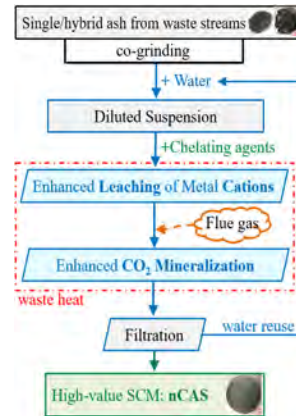 Single/hybrid ash from waste streams
co-grinding
+ Water
Diluted Suspension
+Chelating agents
Enhanced Leaching of Metal Cations
Flue gas
Enhanced CO₂ Mineralization
waste heat
Filtration
water reuse
High-value SCM: nCAS